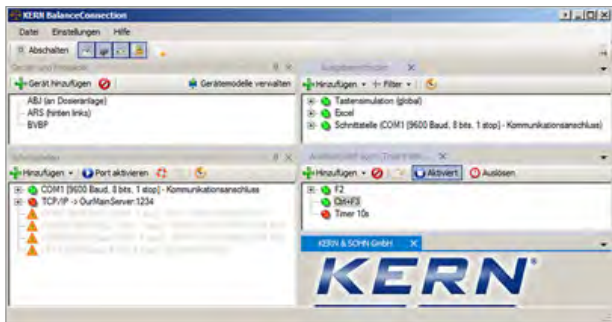 KERN BalanceConnection
Datei Einstellungen Hilfe
Abschalten
Gerät hinzufügen
Gerätemodelle verwalten
ABJ (an Dosieranlage)
ARS (hinten links)
BVBP
Hinzufügen
Filter
Tastensimulation (global)
Excel
Schnittstelle (COM1 [9600 Baud, 8 bits, 1 stop] - Kommunikationsanschluss)
Hinzufügen
Port aktivieren
COM1 [9600 Baud, 8 bits, 1 stop] - Kommunikationsanschluss
TCP/IP -> OurMainServer:1234
Hinzufügen
Aktiviert
Auslösen
F2
Ctrl+F3
Timer 10s
KERN & SOHN GmbH
KERN